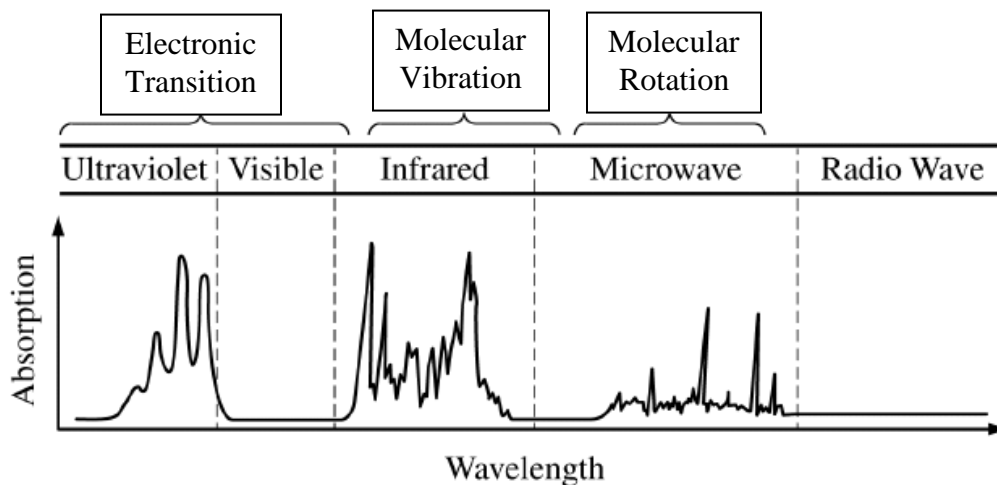 Electronic
Transition
Molecular
Vibration
Molecular
Rotation
Ultraviolet Visible Infrared Microwave Radio Wave
Absorption
Wavelength